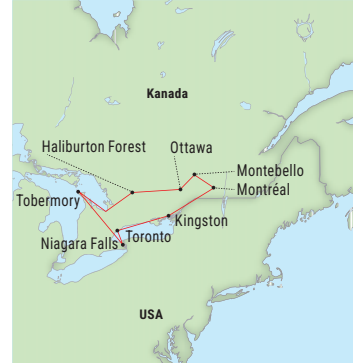 Kanada
Haliburton Forest
Ottawa
Montebello
Montréal
Tobermory
Kingston
Toronto
Niagara Falls
USA